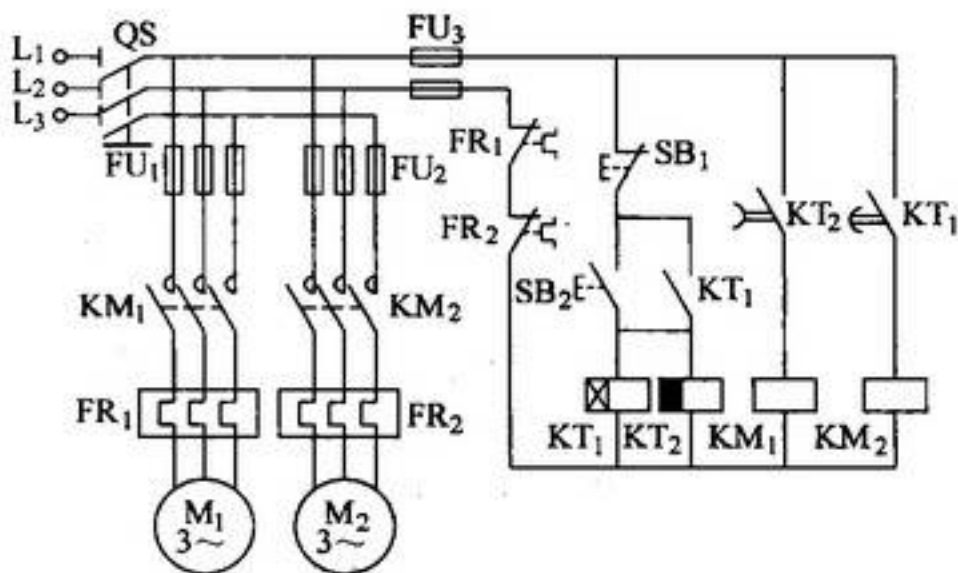 L₁ QS FU₃
L₂
L₃
FU₁ FU₂ FR₁ SB₁
FR₂ KT₂ KT₁
KM₁ KM₂ SB₂ KT₁
FR₁ FR₂
KT₁ KT₂ KM₁ KM₂
M₁ M₂
3～ 3～